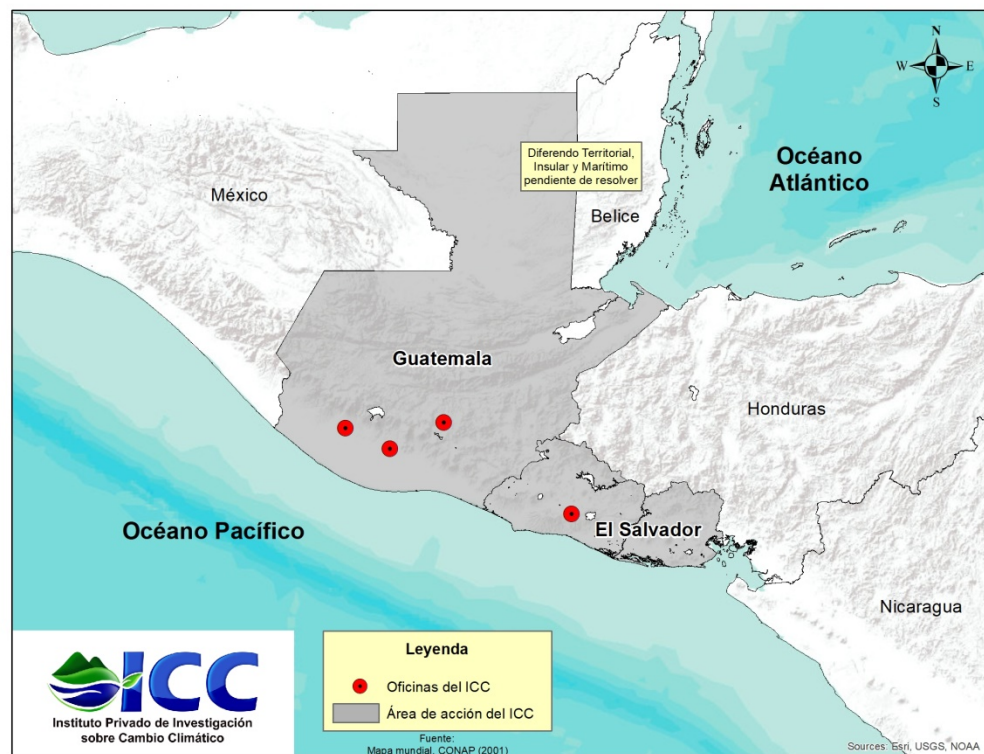 N
W E
S
Diferendo Territorial,
Insular y Marítimo
pendiente de resolver
Océano
Atlántico
México
Belice
Guatemala
Honduras
Océano Pacífico
El Salvador
Nicaragua
ICC
Instituto Privado de Investigación
sobre Cambio Climático
Leyenda
Oficinas del ICC
Área de acción del ICC
Fuente:
Mapa mundial, CONAP (2001)
Sources: Esri, USGS, NOAA